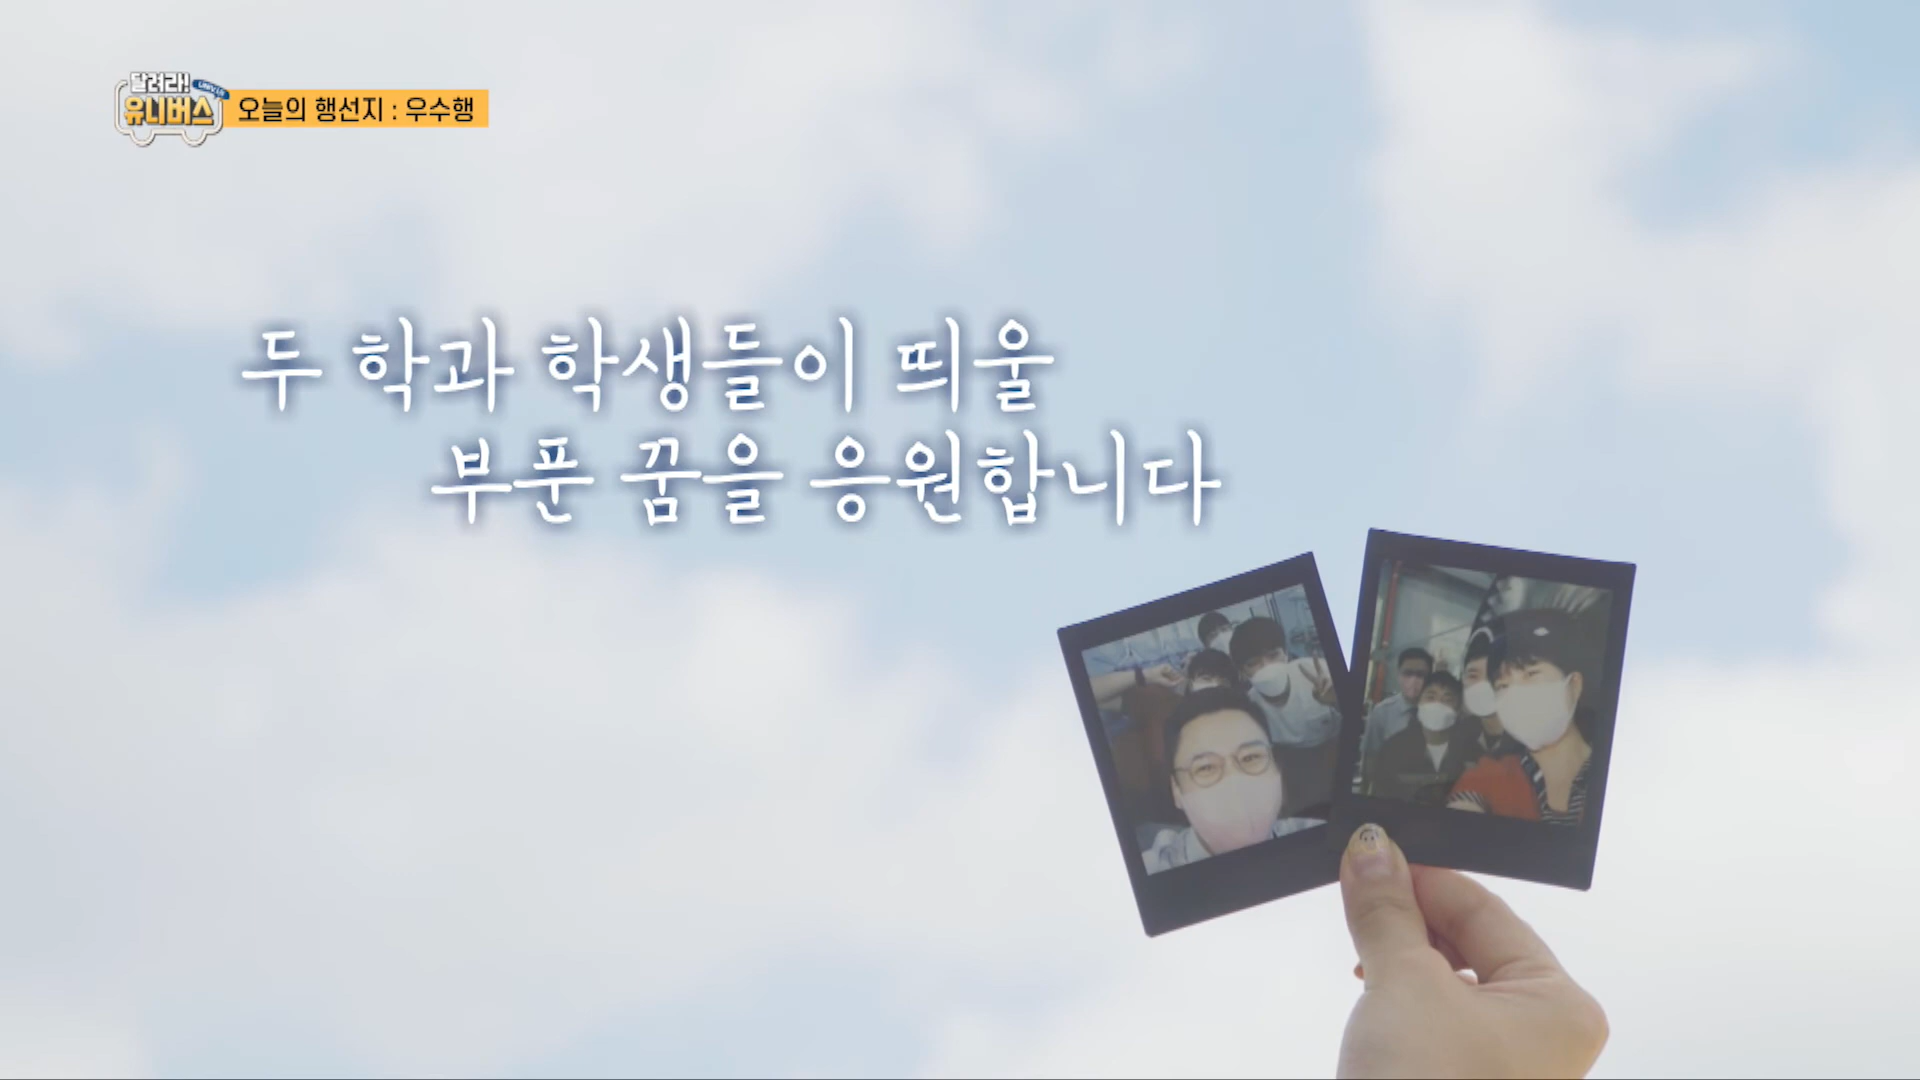 달려라!
유니버스
오늘의 행선지 : 우수행
두 학과 학생들이 띄울
부푼 꿈을 응원합니다